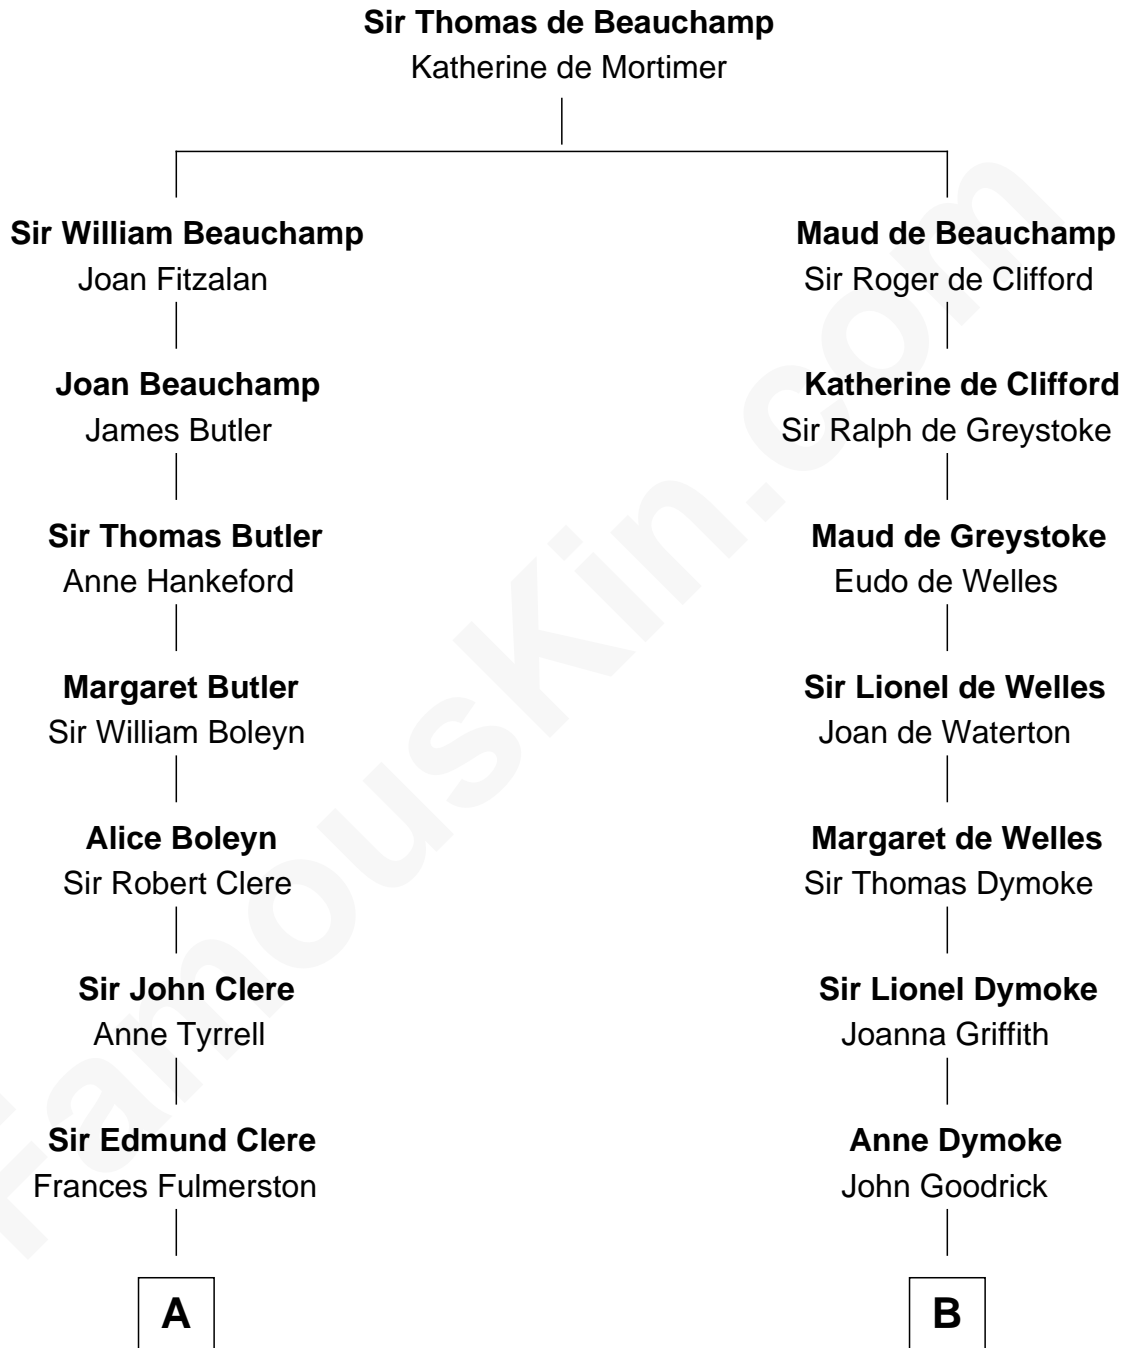 Sir Thomas de Beauchamp
Katherine de Mortimer
Sir William Beauchamp
Joan Fitzalan
Maud de Beauchamp
Sir Roger de Clifford
Joan Beauchamp
James Butler
Katherine de Clifford
Sir Ralph de Greystoke
Sir Thomas Butler
Anne Hankeford
Maud de Greystoke
Eudo de Welles
Margaret Butler
Sir William Boleyn
Sir Lionel de Welles
Joan de Waterton
Alice Boleyn
Sir Robert Clere
Margaret de Welles
Sir Thomas Dymoke
Sir John Clere
Anne Tyrrell
Sir Lionel Dymoke
Joanna Griffith
Sir Edmund Clere
Frances Fulmerston
Anne Dymoke
John Goodrick
A
B
FamousKin.com